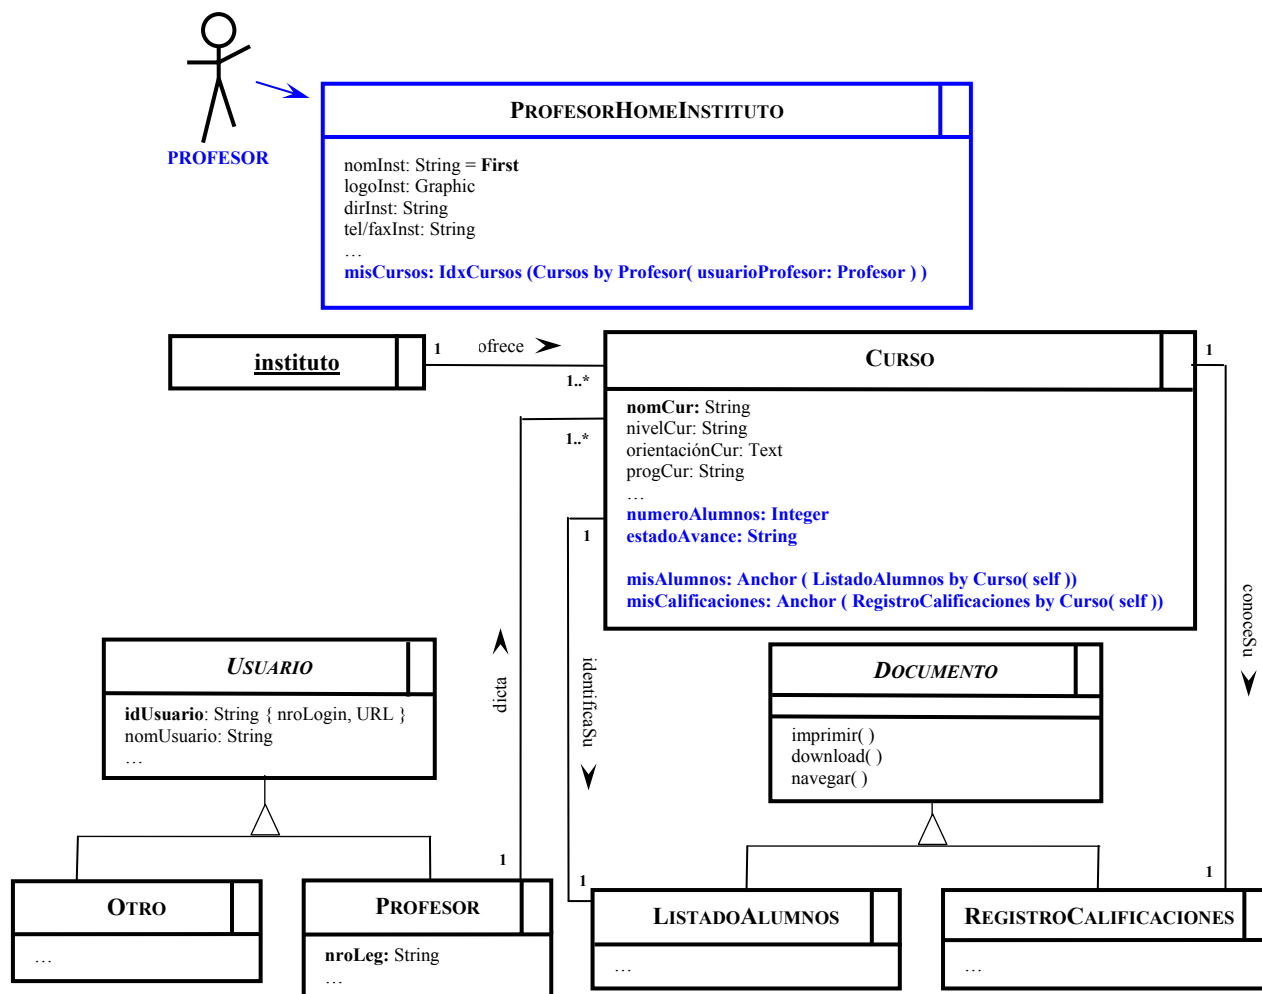 PROFESORHOMEINSTITUTO
PROFESOR
nomInst: String = First
logoInst: Graphic
dirInst: String
tel/faxInst: String
…
misCursos: IdxCursos (Cursos by Profesor( usuarioProfesor: Profesor ) )
instituto
1
ofrece
1..*
CURSO
1
nomCur: String
nivelCur: String
orientaciónCur: Text
progCur: String
…
numeroAlumnos: Integer
estadoAvance: String
misAlumnos: Anchor ( ListadoAlumnos by Curso( self ))
misCalificaciones: Anchor ( RegistroCalificaciones by Curso( self ))
1..*
1
conoceSu
dicta
identificaSu
USUARIO
idUsuario: String { nroLogin, URL }
nomUsuario: String
…
DOCUMENTO
imprimir( )
download( )
navegar( )
1
1
1
OTRO
…
PROFESOR
nroLeg: String
…
LISTADOALUMNOS
…
REGISTROCALIFICACIONES
…